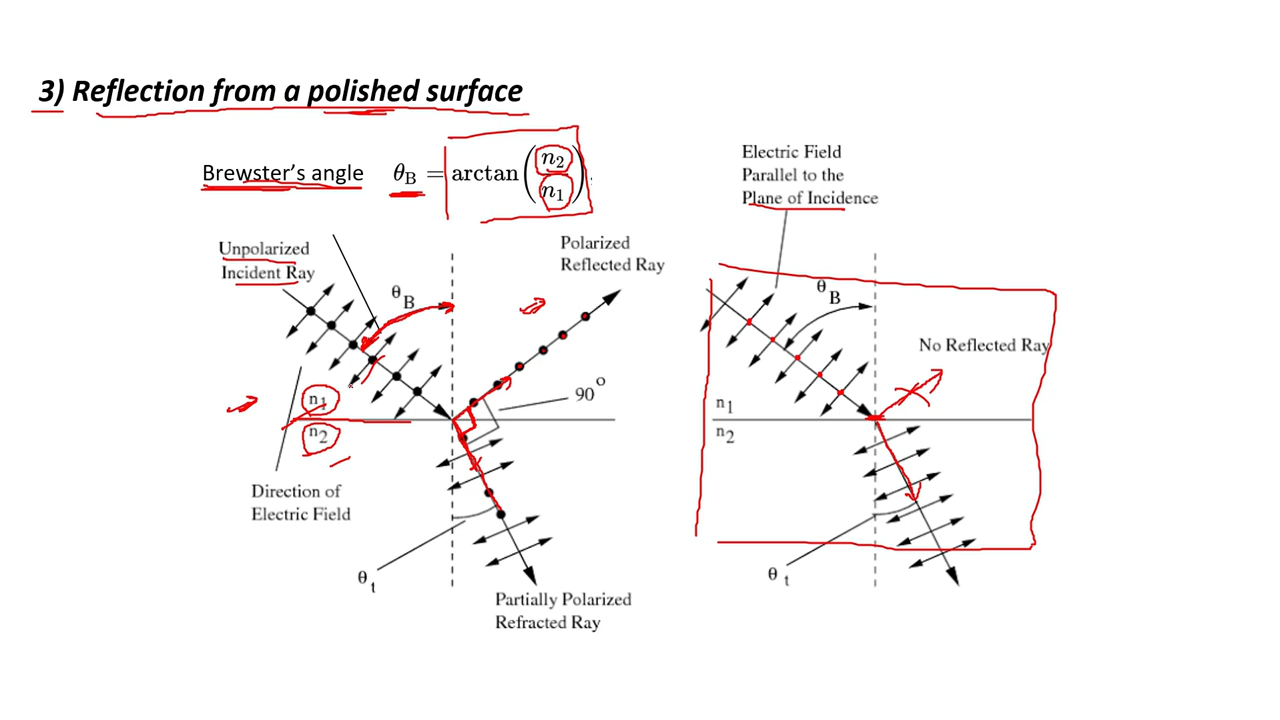 3) Reflection from a polished surface
Brewster's angle θB = arctan(n2/n1).
Unpolarized
Incident Ray
θB
Polarized
Reflected Ray
90°
n1
n2
Direction of
Electric Field
θt
Partially Polarized
Refracted Ray
Electric Field
Parallel to the
Plane of Incidence
θB
No Reflected Ray
n1
n2
θt